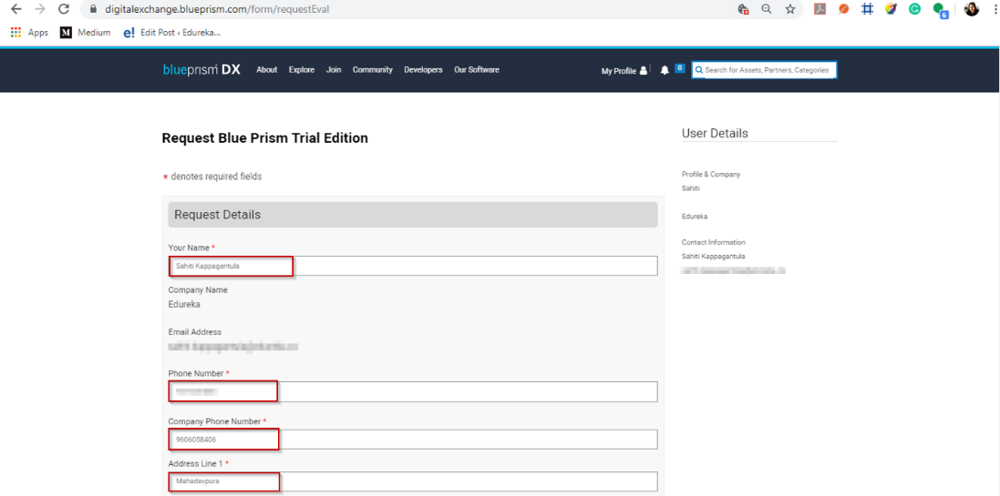 digitalexchange.blueprism.com/form/requestEval
Apps M Medium e! Edit Post ‹ Edureka...
blueprism DX About Explore Join Community Developers Our Software My Profile 0 Search for Assets, Partners, Categories
Request Blue Prism Trial Edition
* denotes required fields
Request Details
Your Name *
Sahiti Kappagantula
Company Name
Edureka
Email Address
Phone Number *
Company Phone Number *
9606058406
Address Line 1 *
Mahadevpura
User Details
Profile & Company
Sahiti
Edureka
Contact Information
Sahiti Kappagantula